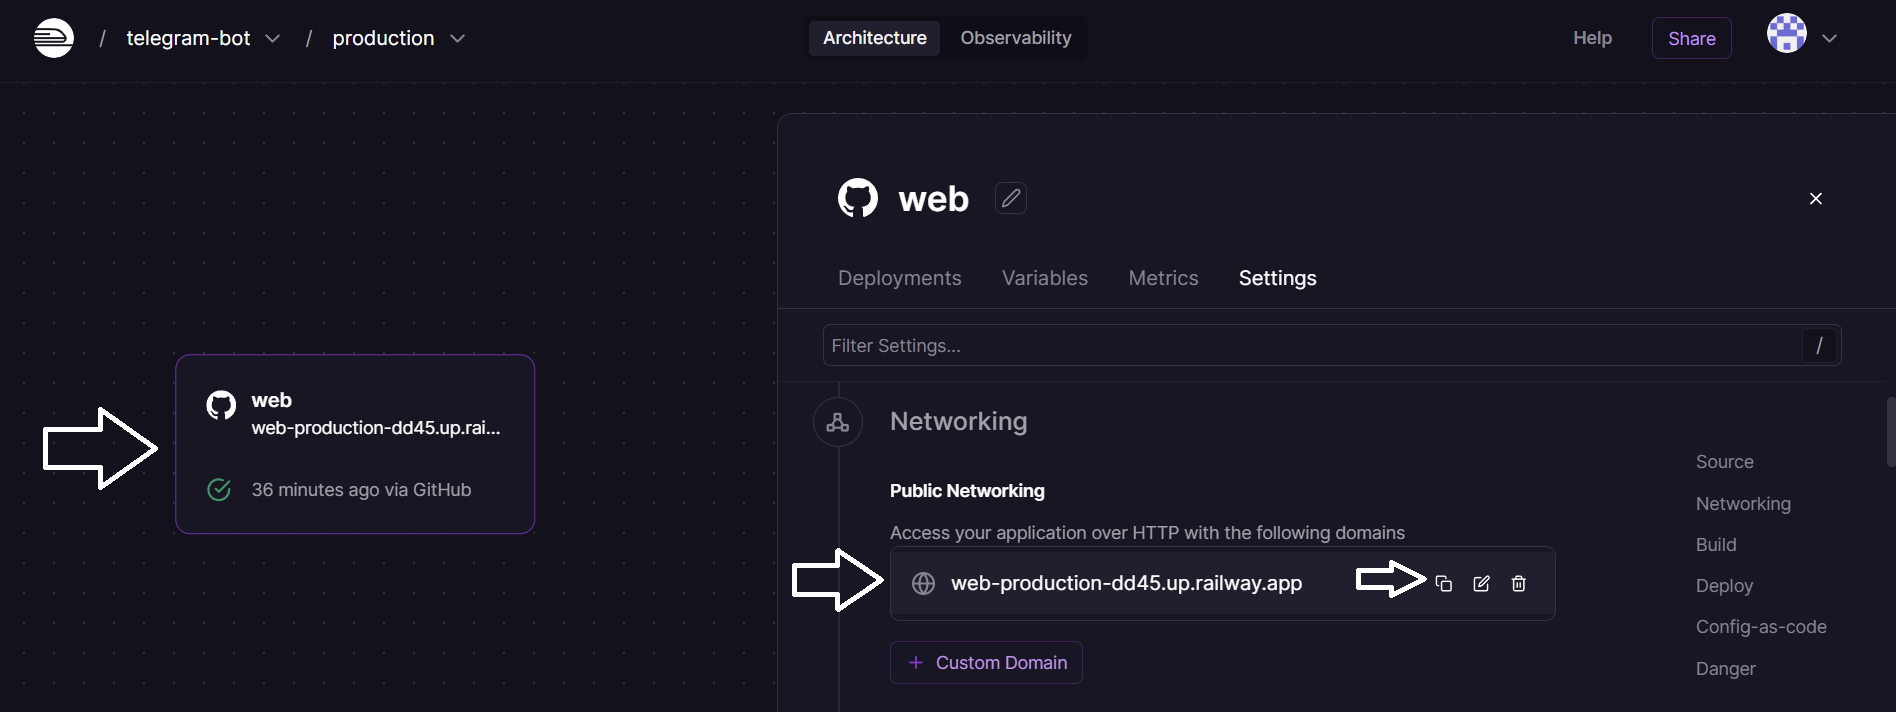 / telegram-bot / production
Architecture Observability
Help Share
web
Deployments Variables Metrics Settings
Filter Settings... /
web
web-production-dd45.up.rai...
36 minutes ago via GitHub
Networking
Public Networking
Access your application over HTTP with the following domains
web-production-dd45.up.railway.app
+ Custom Domain
Source
Networking
Build
Deploy
Config-as-code
Danger